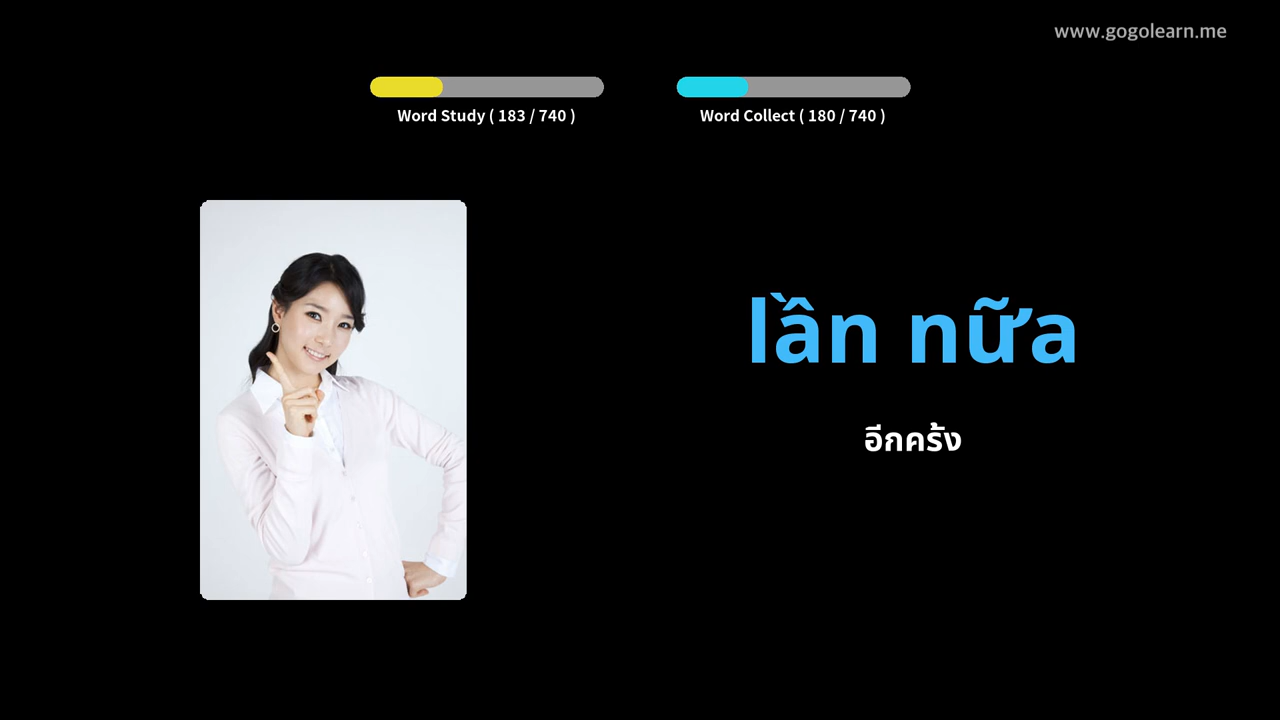 www.gogolearn.me
Word Study ( 183 / 740 )
Word Collect ( 180 / 740 )
lần nữa
อีกครั้ง